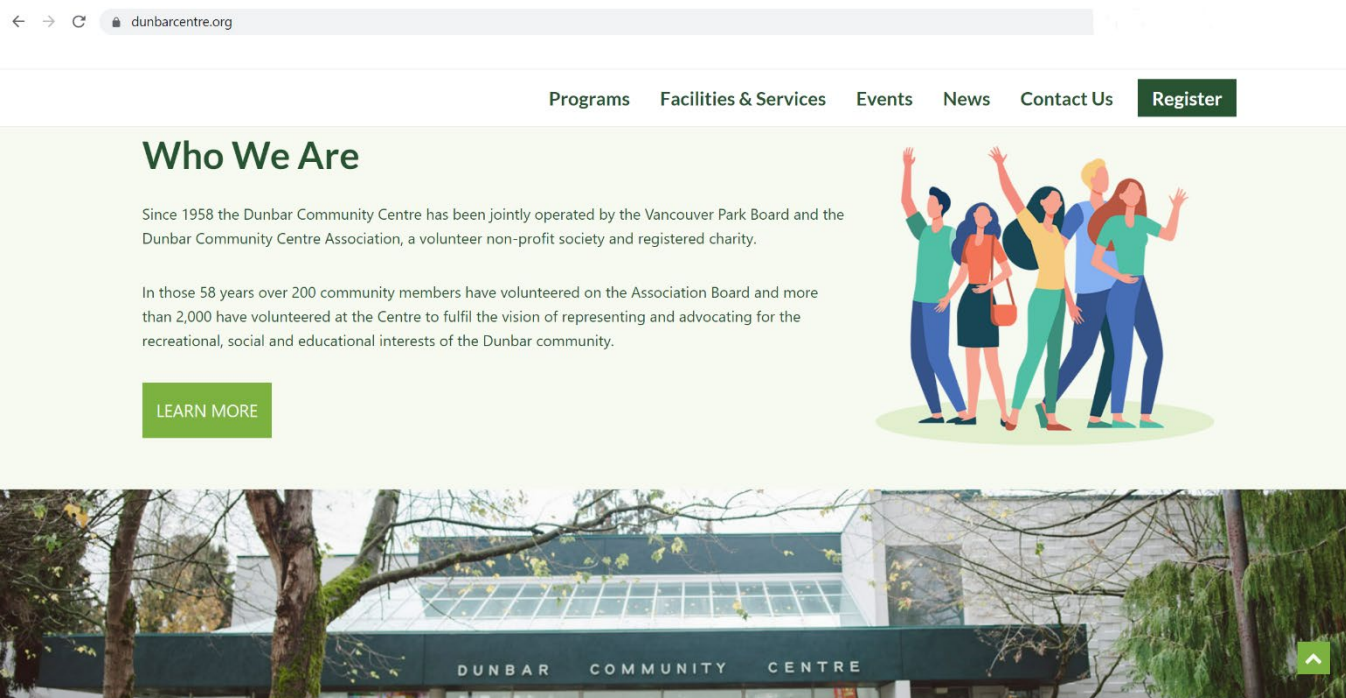 dunbarcentre.org
Programs Facilities & Services Events News Contact Us Register
Who We Are
Since 1958 the Dunbar Community Centre has been jointly operated by the Vancouver Park Board and the
Dunbar Community Centre Association, a volunteer non-profit society and registered charity.
In those 58 years over 200 community members have volunteered on the Association Board and more
than 2,000 have volunteered at the Centre to fulfil the vision of representing and advocating for the
recreational, social and educational interests of the Dunbar community.
LEARN MORE
DUNBAR COMMUNITY CENTRE